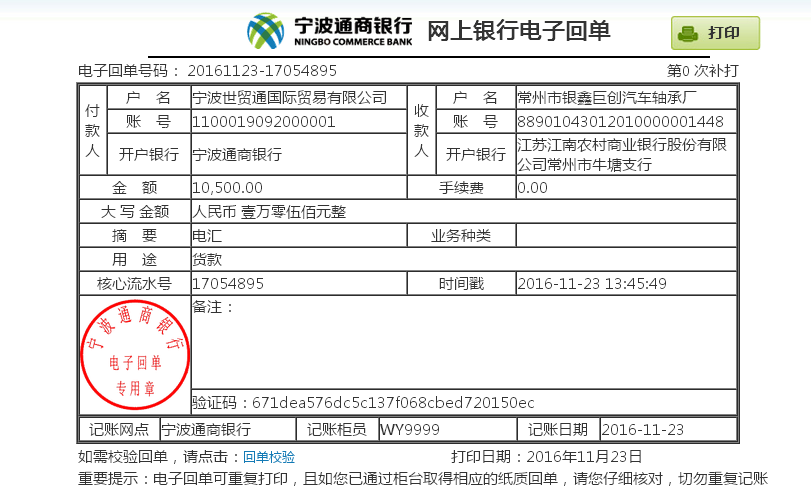 宁波通商银行
NINGBO COMMERCE BANK
网上银行电子回单
打印
电子回单号码： 20161123-17054895 第0 次补打
付款人 户 名 宁波世贸通国际贸易有限公司 收款人 户 名 常州市银鑫巨创汽车轴承厂
账 号 1100019092000001 账 号 88901043012010000001448
开户银行 宁波通商银行 开户银行 江苏江南农村商业银行股份有限
公司常州市牛塘支行
金 额 10,500.00 手续费 0.00
大 写 金额 人民币 壹万零伍佰元整
摘 要 电汇 业务种类
用 途 货款
核心流水号 17054895 时间戳 2016-11-23 13:45:49
宁波通商银行
电子回单
专用章
备注：
验证码：671dea576dc5c137f068cbed720150ec
记账网点 宁波通商银行 记账柜员 WY9999 记账日期 2016-11-23
如需校验回单，请点击：回单校验 打印日期：2016年11月23日
重要提示：电子回单可重复打印，且如您已通过柜台取得相应的纸质回单，请您仔细核对，切勿重复记账